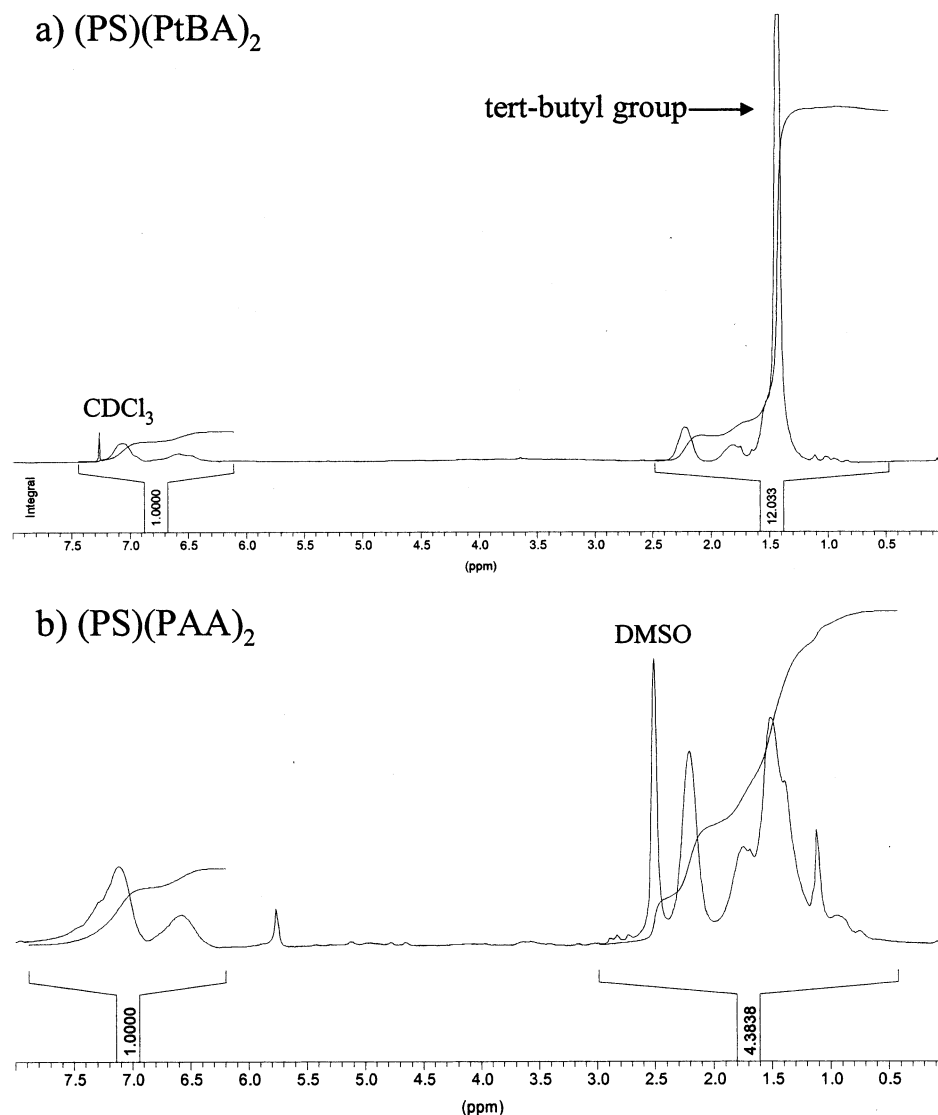 a) (PS)(PtBA)₂
tert-butyl group
CDCl₃
Integral
1.0000
12.033
7.5 7.0 6.5 6.0 5.5 5.0 4.5 4.0 3.5 3.0 2.5 2.0 1.5 1.0 0.5
(ppm)
b) (PS)(PAA)₂
DMSO
1.0000
4.3838
7.5 7.0 6.5 6.0 5.5 5.0 4.5 4.0 3.5 3.0 2.5 2.0 1.5 1.0 0.5
(ppm)